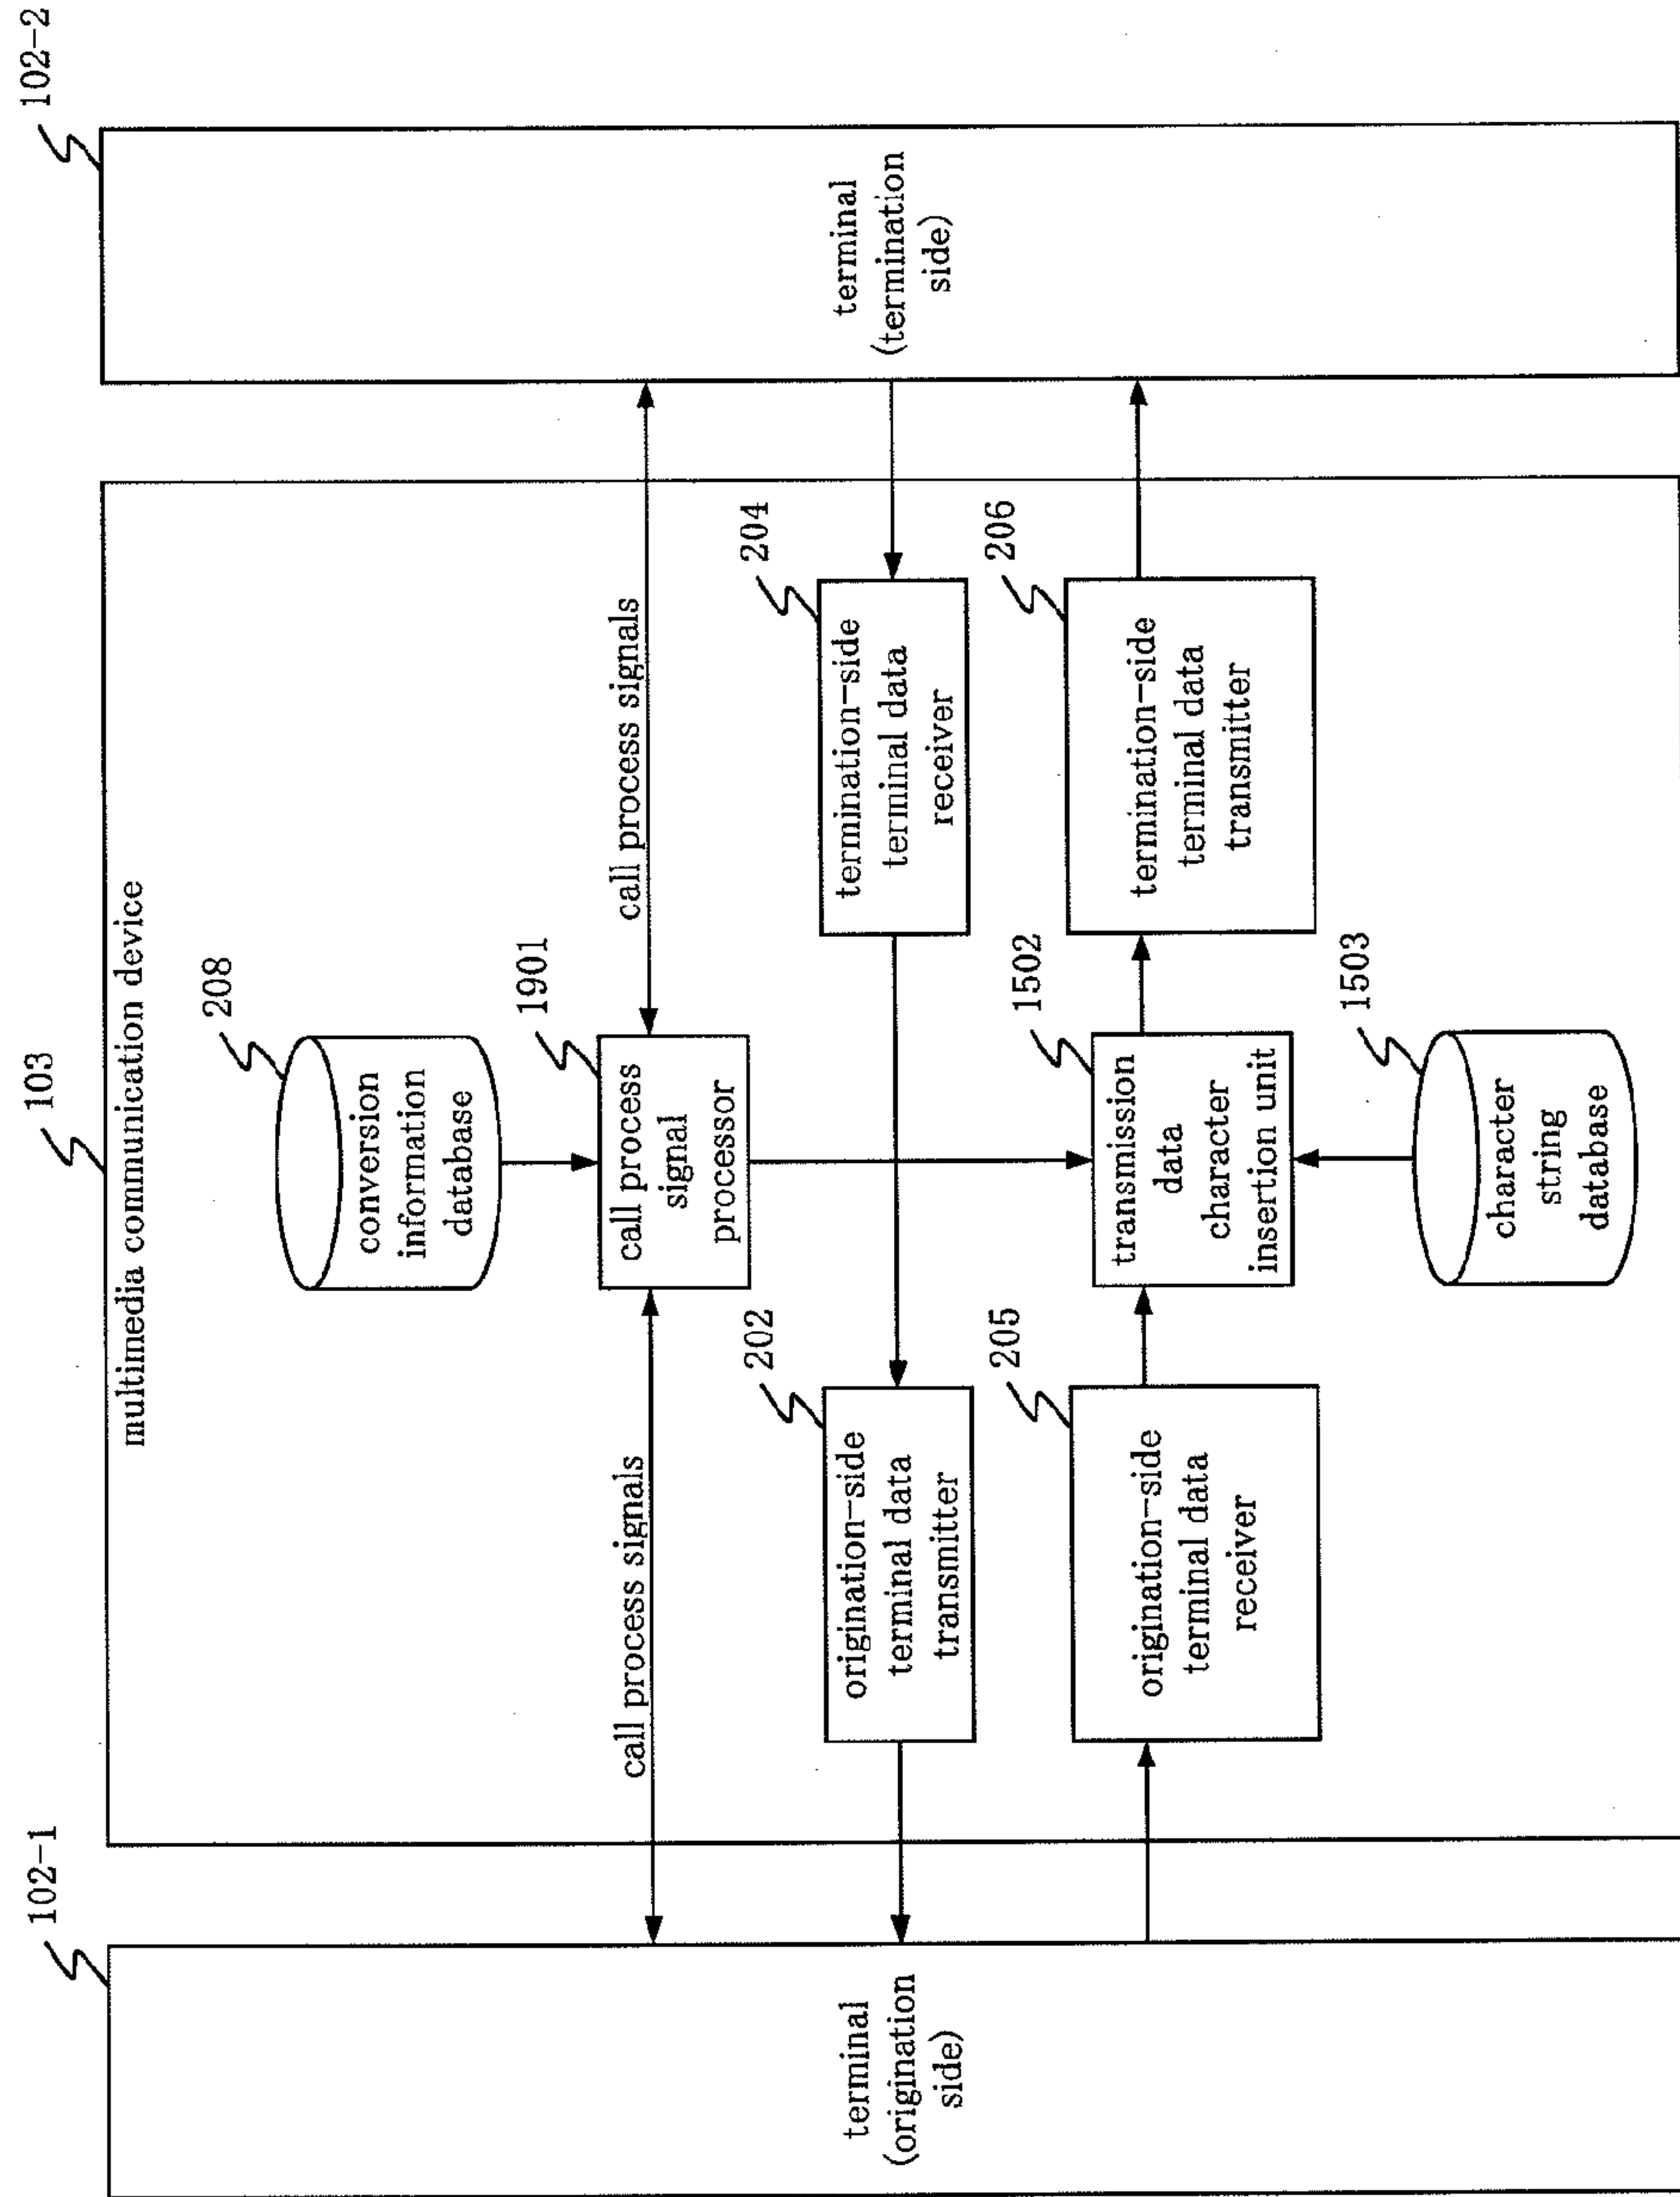 102-1
103
102-2
multimedia communication device
208
conversion
information
database
1901
call process signals
call process
signal
processor
call process signals
terminal
(origination
side)
202
origination-side
terminal data
transmitter
204
termination-side
terminal data
receiver
terminal
(termination
side)
205
origination-side
terminal data
receiver
1502
transmission
data
character
insertion unit
206
termination-side
terminal data
transmitter
1503
character
string
database